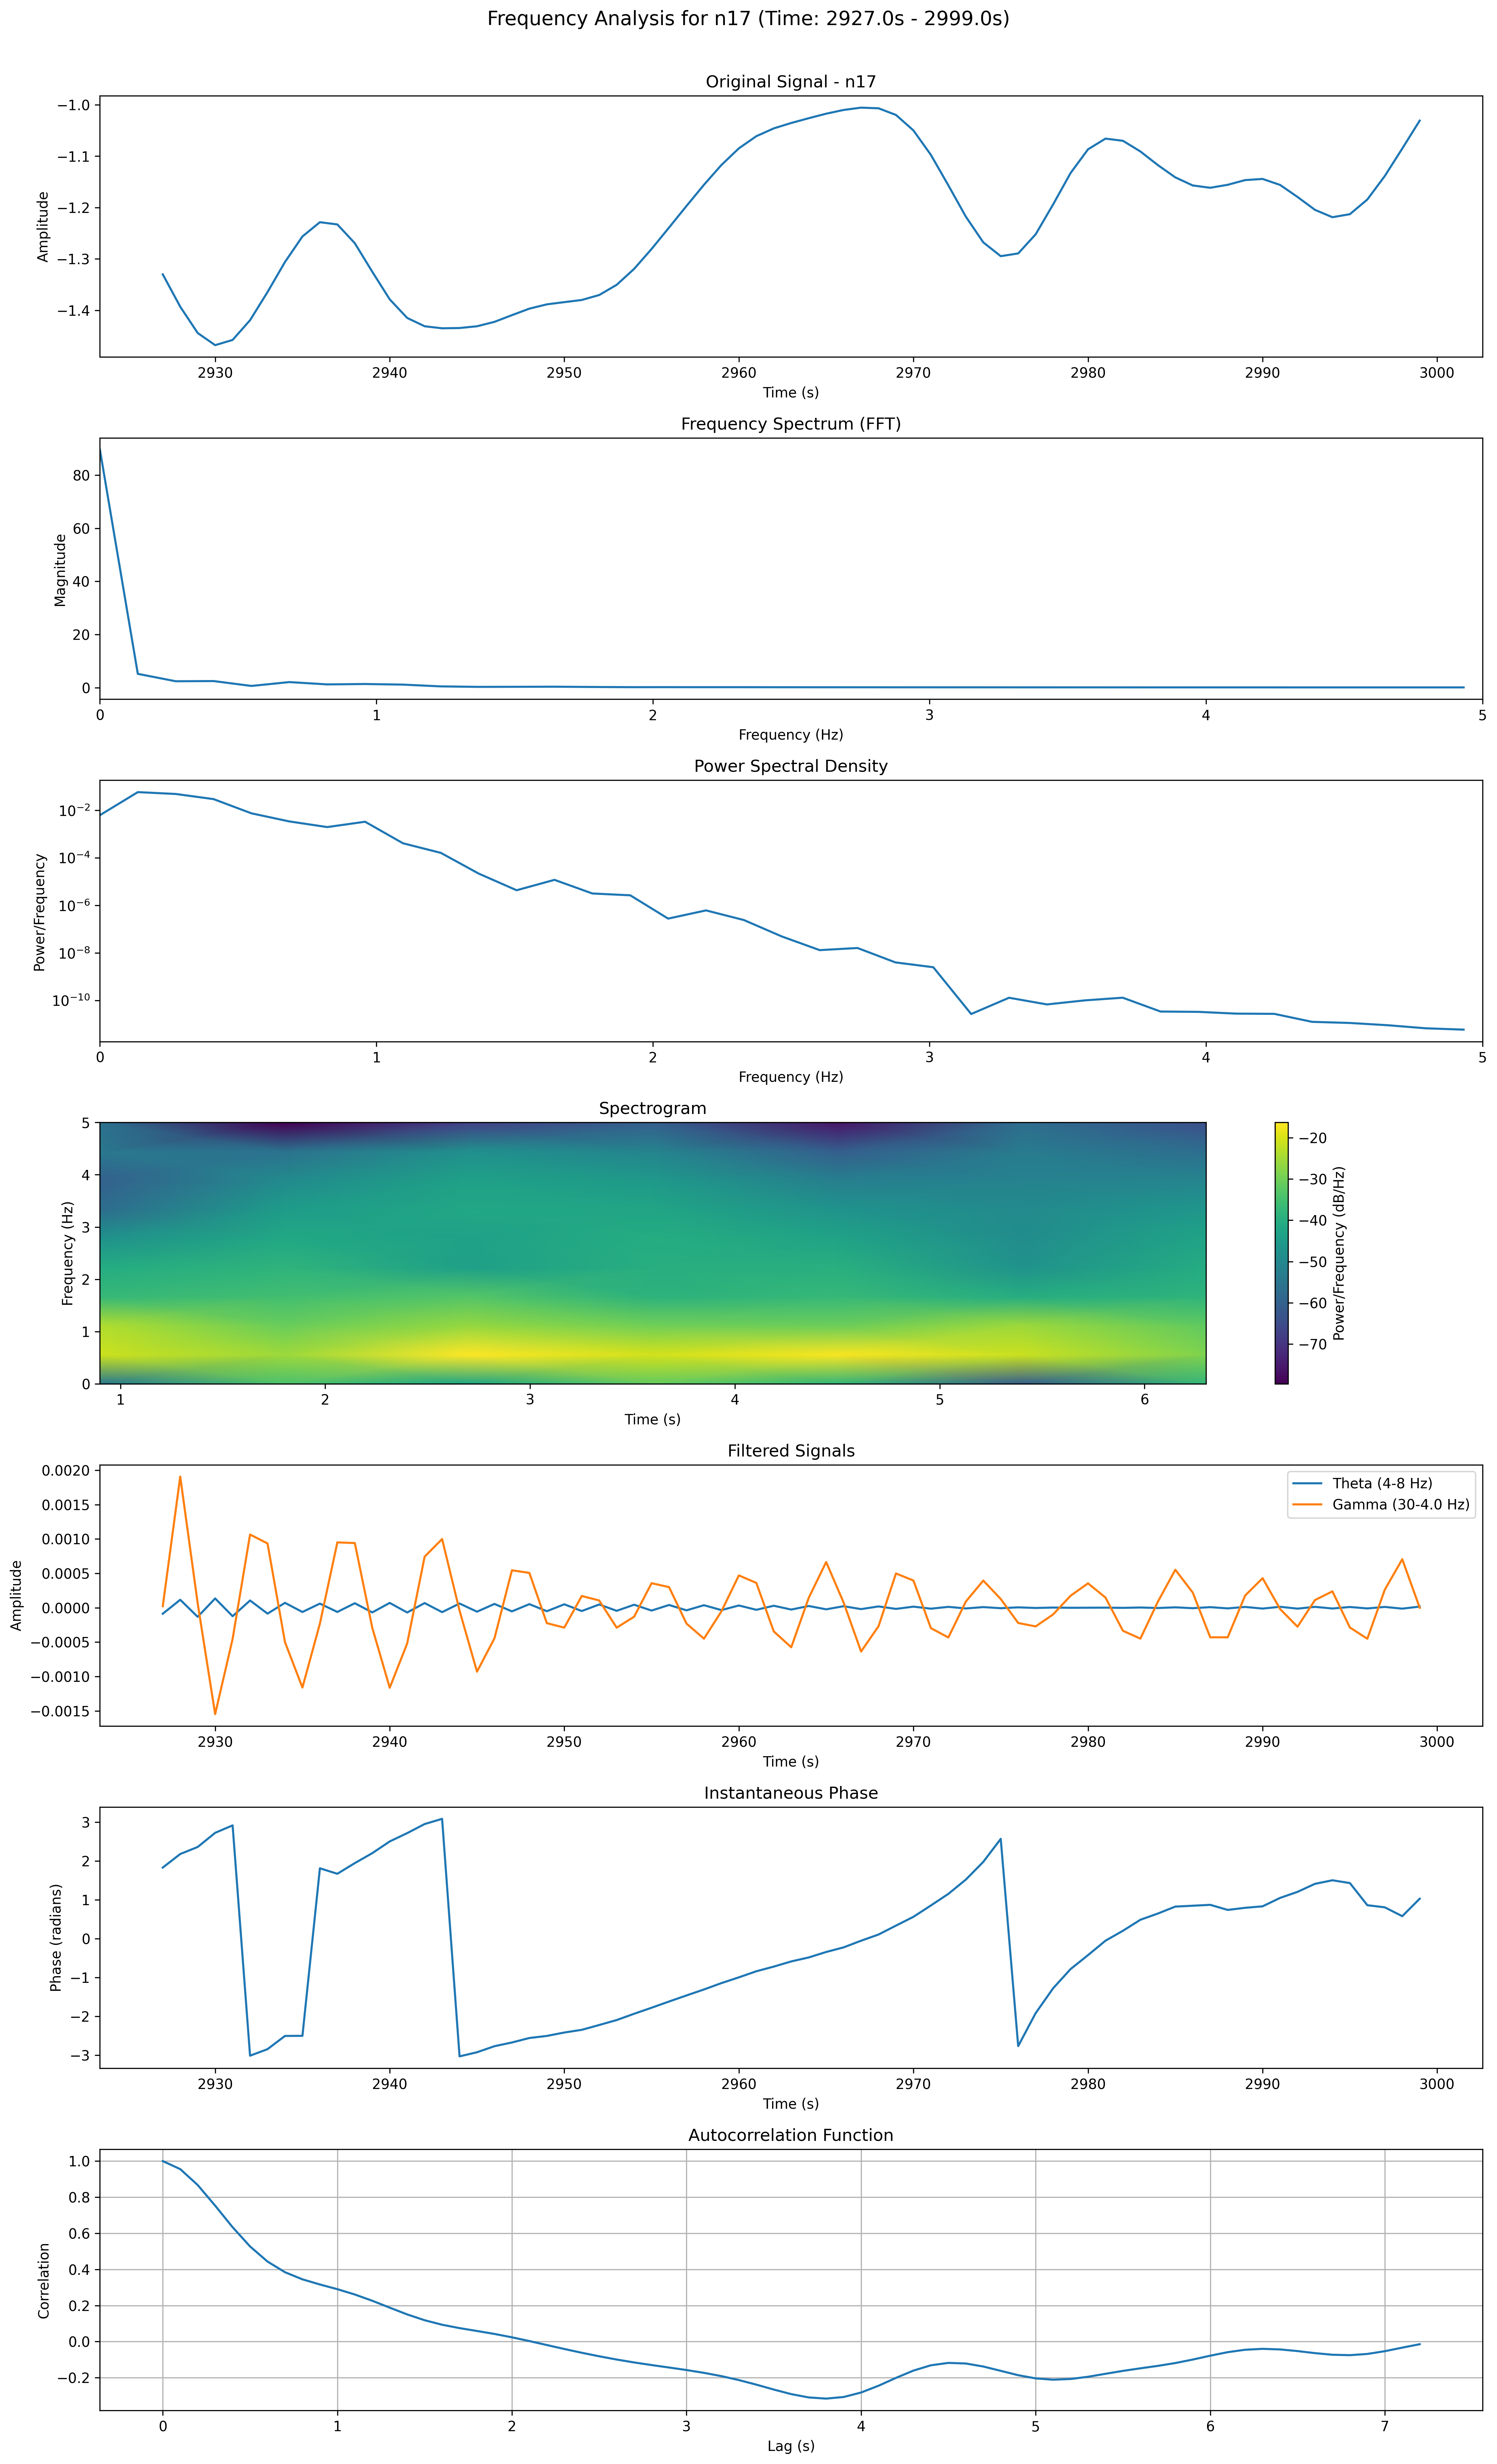 Frequency Analysis for n17 (Time: 2927.0s - 2999.0s)
Original Signal - n17
Amplitude
−1.0
−1.1
−1.2
−1.3
−1.4
2930 2940 2950 2960 2970 2980 2990 3000
Time (s)
Frequency Spectrum (FFT)
Magnitude
80
60
40
20
0
0 1 2 3 4 5
Frequency (Hz)
Power Spectral Density
Power/Frequency
10⁻²
10⁻⁴
10⁻⁶
10⁻⁸
10⁻¹⁰
0 1 2 3 4 5
Frequency (Hz)
Spectrogram
Frequency (Hz)
5
4
3
2
1
0
1 2 3 4 5 6
Time (s)
−20
−30
−40
−50
−60
−70
Power/Frequency (dB/Hz)
Filtered Signals
Amplitude
0.0020
0.0015
0.0010
0.0005
0.0000
−0.0005
−0.0010
−0.0015
Theta (4-8 Hz)
Gamma (30-4.0 Hz)
2930 2940 2950 2960 2970 2980 2990 3000
Time (s)
Instantaneous Phase
Phase (radians)
3
2
1
0
−1
−2
−3
2930 2940 2950 2960 2970 2980 2990 3000
Time (s)
Autocorrelation Function
Correlation
1.0
0.8
0.6
0.4
0.2
0.0
−0.2
0 1 2 3 4 5 6 7
Lag (s)